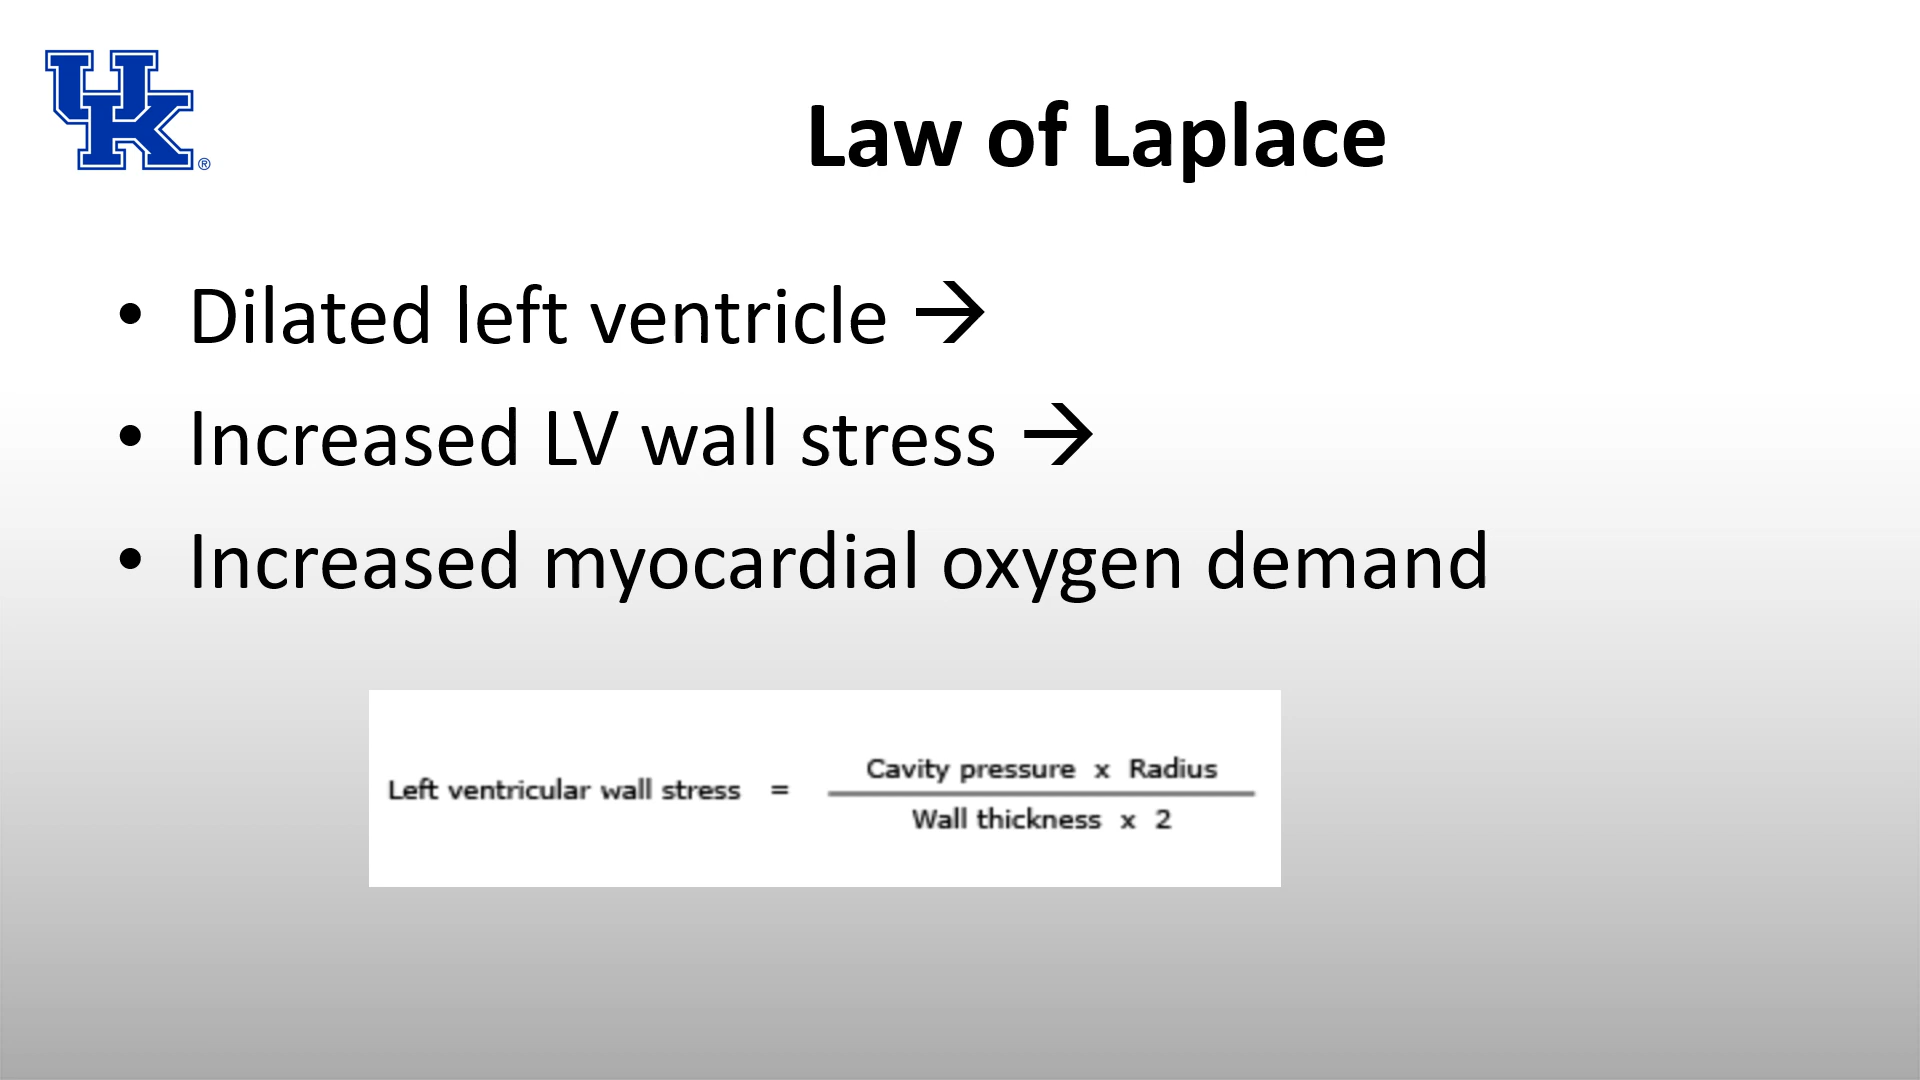 UK®
Law of Laplace
• Dilated left ventricle →
• Increased LV wall stress →
• Increased myocardial oxygen demand
Left ventricular wall stress = Cavity pressure x Radius
Wall thickness x 2